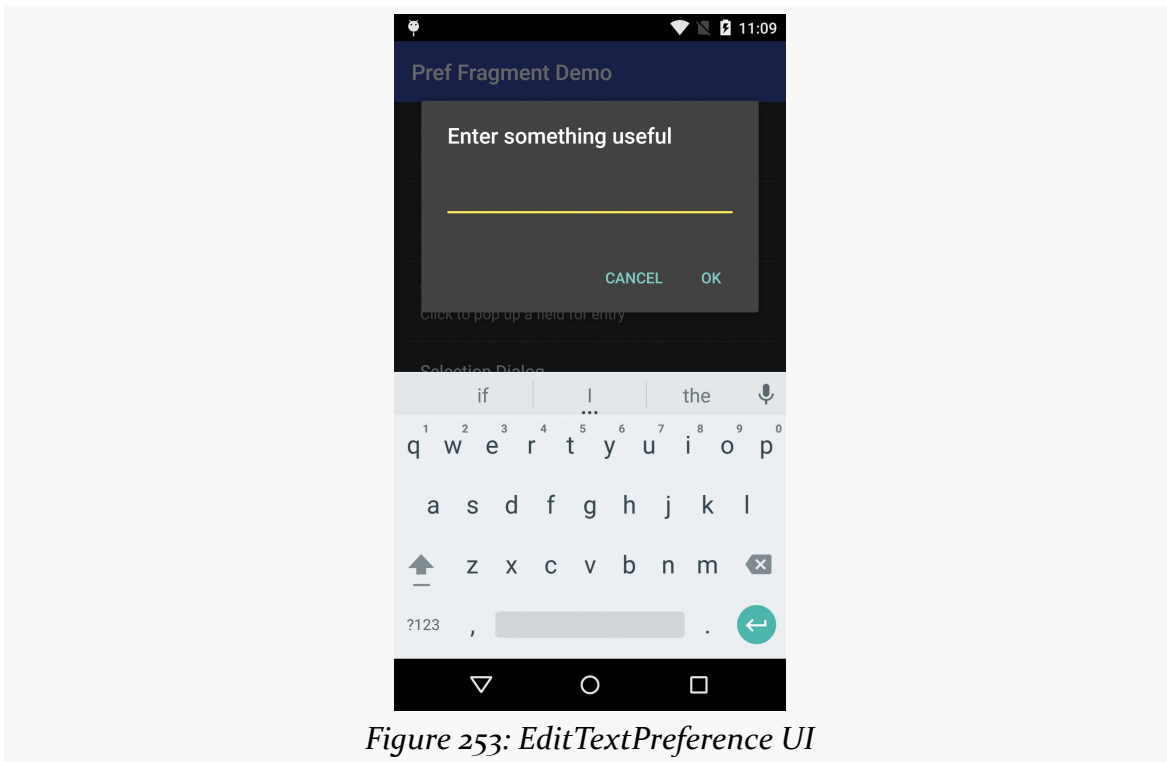 11:09
Pref Fragment Demo
Enter something useful
CANCEL OK
Click to pop up a field for entry
Selection Dialog
if I the
1 2 3 4 5 6 7 8 9 0
q w e r t y u i o p
a s d f g h j k l
z x c v b n m
?123 , .
Figure 253: EditTextPreference UI